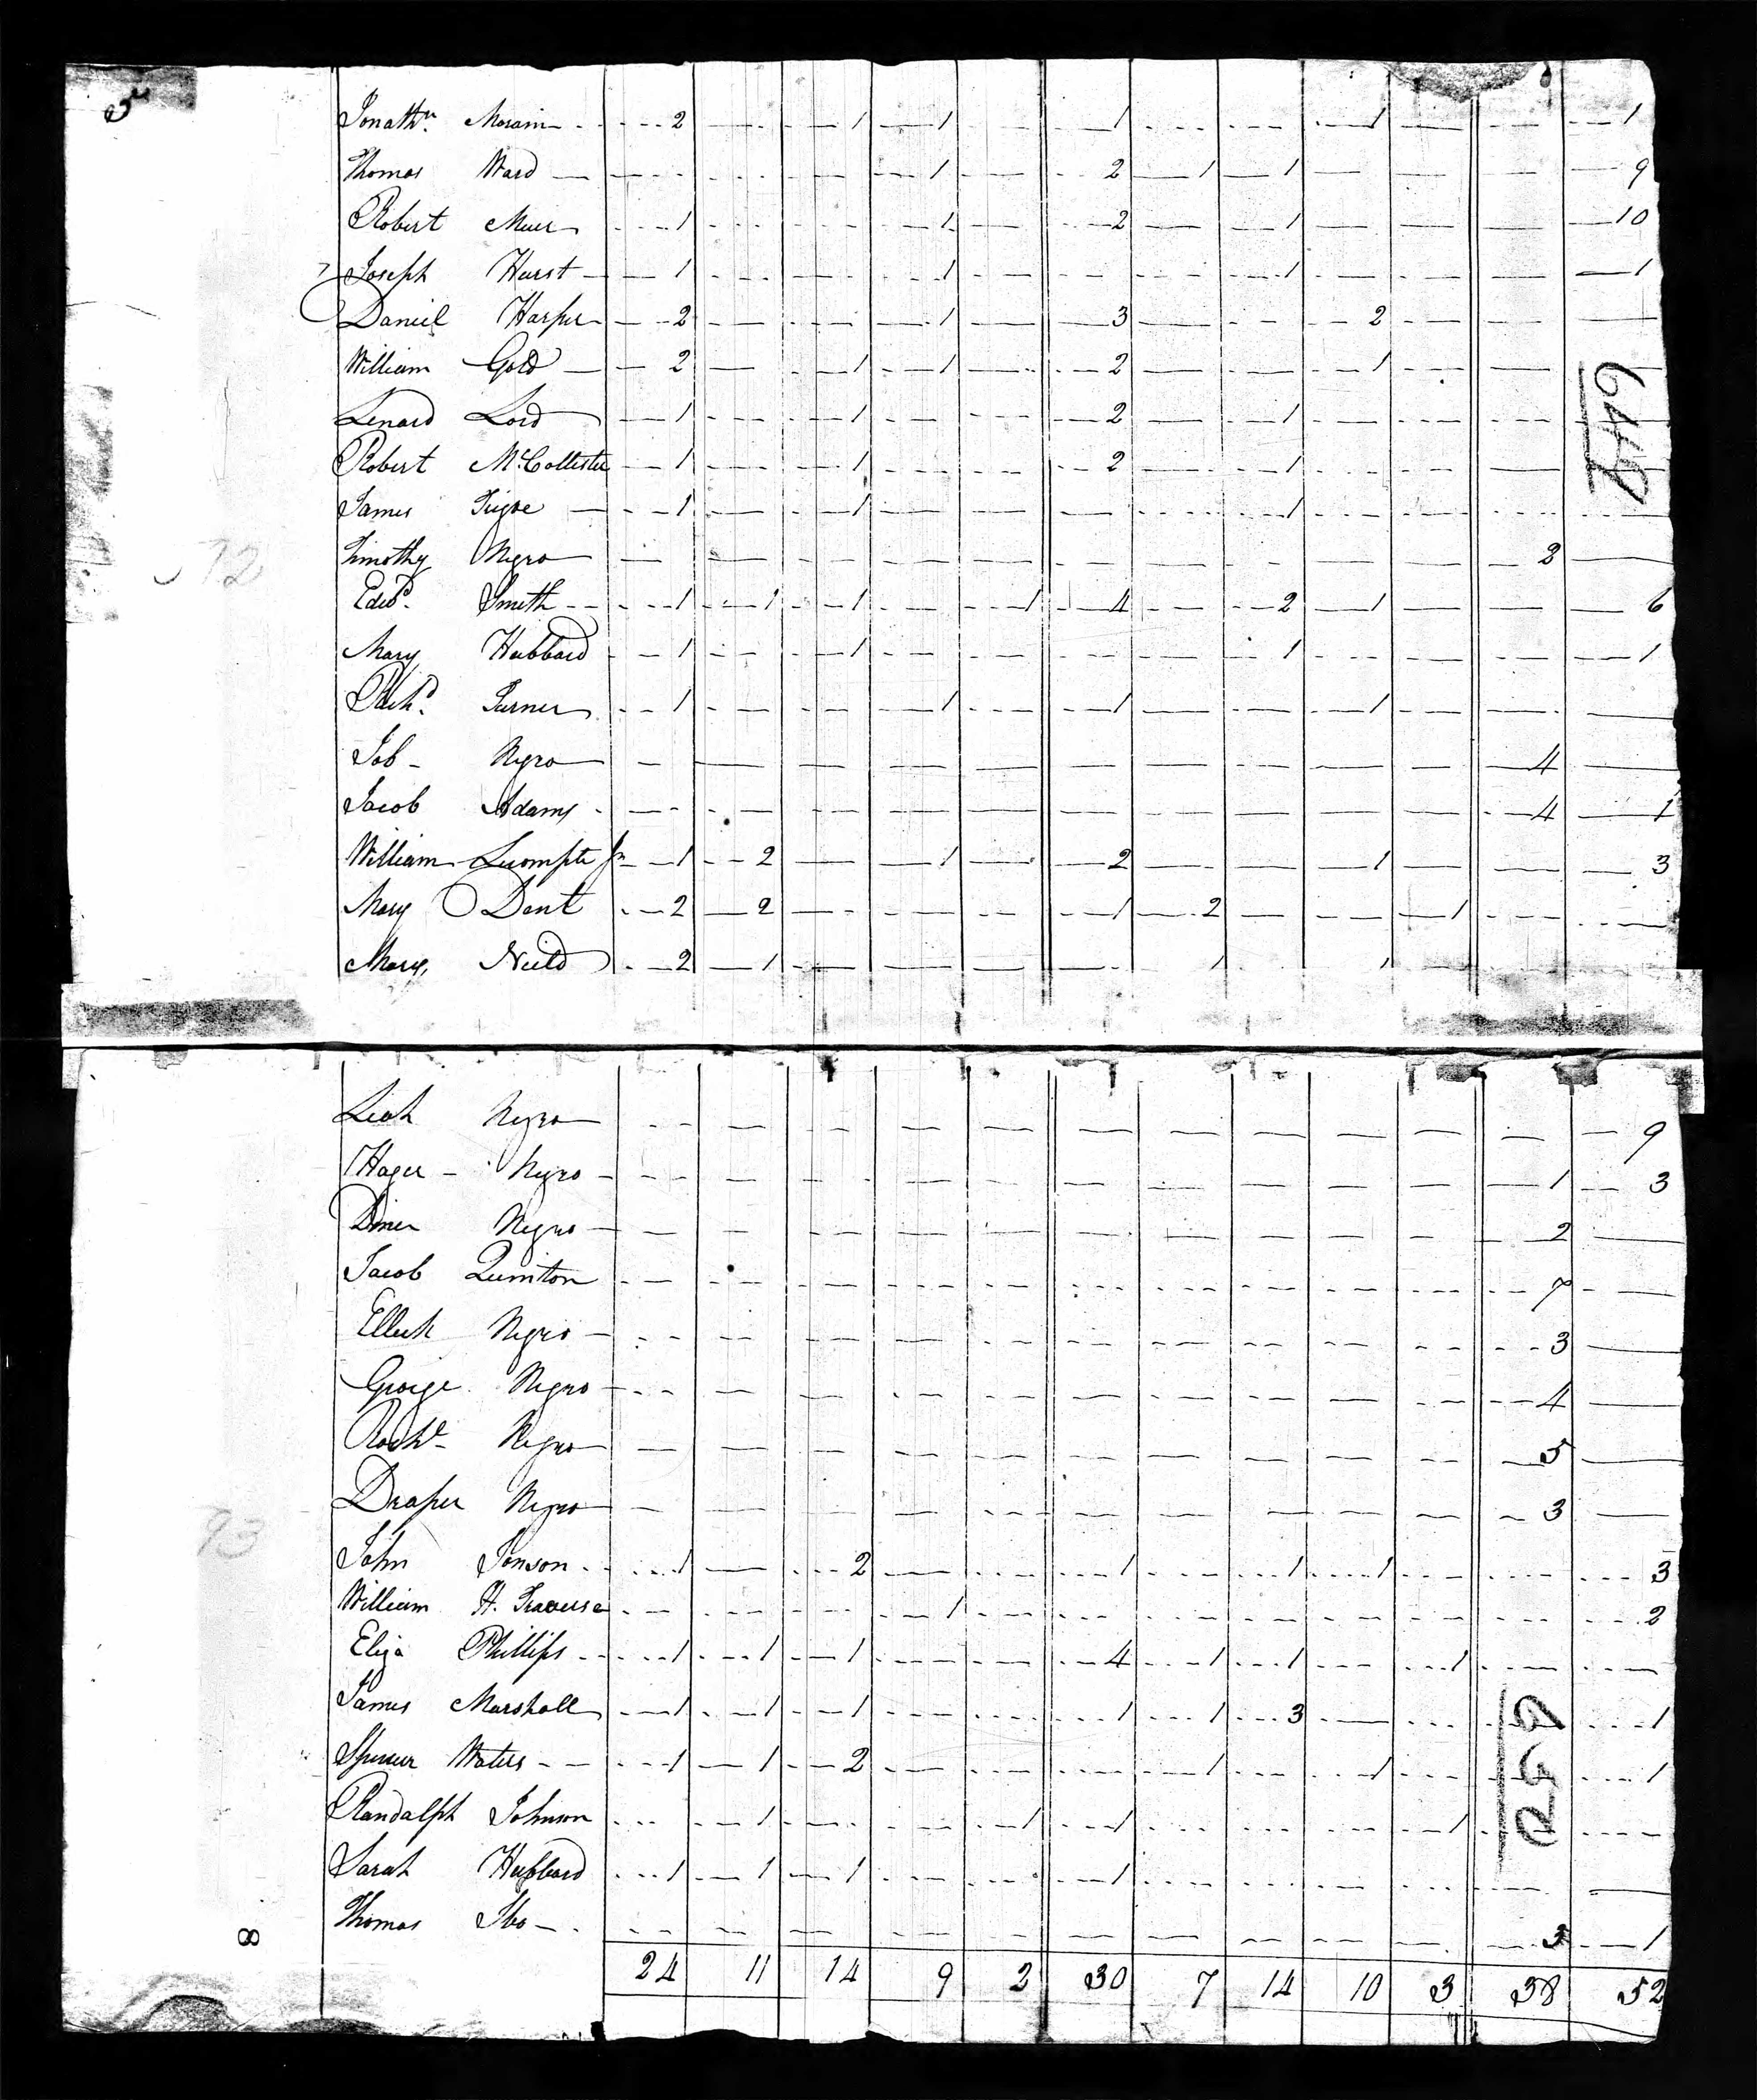 Jonathn. Morain - - 2 — 1 1 — 1 - - 1 - - 1
Thomas Ward — - - - 1 — 2 1 1 — — — 9
Robert Muir 1 - - 1 — 2 — 1 — — — 10
Joseph Hurst — 1 - - 1 - - - 1 — — — 1
Daniel Harper 2 — - 1 — 3 — - 2 - — —
William Gold — 2 — 1 1 — 2 — — 1 - — —
Lenard Lord 1 - 1 - - 2 — 1 - - - —
Robert McCollister 1 - 1 - - 2 — 1 - - — —
James — 1 — 1 — — — - 1 - - - -
Timothy Negro — — — — — — — — — — — 2 —
Edwd. Smith - - 1 1 1 - 1 4 — 2 1 — — 6
Mary Hubbard 1 - 1 - - - - 1 - — — 1
Richd. Turner 1 - - 1 - 1 — - 1 - — —
Job - Negro — — — — — — — — — — — 4 —
Jacob Adams - — - — — — — — — — — — 4 1
William Lecompte Jr 1 2 — 1 — 2 — — 1 — — 3
Mary Dent 2 2 — - - 1 2 — — 1 - -
Mary Neild 2 1 — — — — 1 — 1 — -
Leah Negro — - - — — — — — — — — — — — 9
Hager - Negro - - - — — — — — — — — — — 1 3
Negro — — — — — — — — — — — 2 —
Jacob Quinton - — - - - - - - - - - - 7 -
Negro — - - — — — — — — — — — - 3 —
George Negro - - — — - - — — — — — - 4 —
Negro — — — — — — — — — — — 5 —
Draper Negro — — — — — - — — — — — 3 —
John Jonson - - 1 — 2 — - 1 - 1 1 - - 3
William H. Traverse - — - - 1 - - - - - - - 2
Eliza Phillips - - 1 1 1 - - 4 1 1 - 1 - -
James Marshall 1 1 1 - - 1 1 3 — - - 1
Spencer Waters - - 1 1 2 - - - 1 - 1 - - 1
Randalph Johnson - 1 - - 1 1 - - - 1 - -
Sarah Hubbard 1 1 1 - - 1 - - - - - —
Thomas - - - — — — — — — — — — 3 1
24 11 14 9 2 30 7 14 10 3 38 52
649
72
93
8